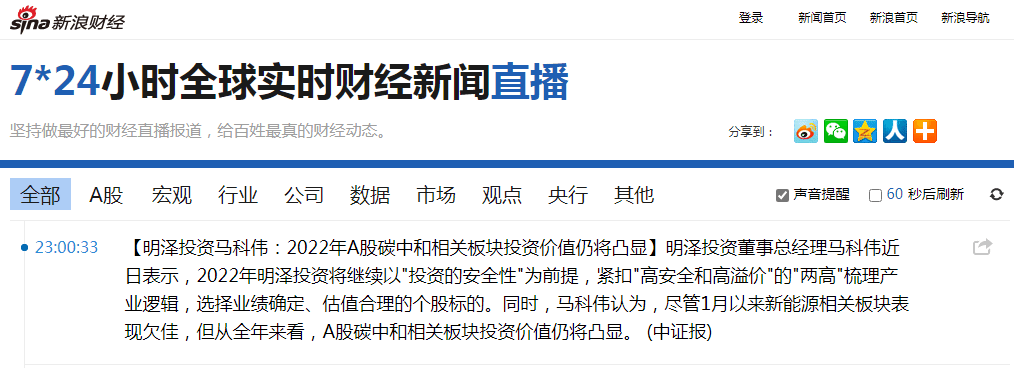 sina新浪财经
登录 新闻首页 新浪首页 新浪导航
7*24小时全球实时财经新闻直播
坚持做最好的财经直播报道，给百姓最真的财经动态。
分享到：
全部 A股 宏观 行业 公司 数据 市场 观点 央行 其他 声音提醒 60 秒后刷新
23:00:33 【明泽投资马科伟：2022年A股碳中和相关板块投资价值仍将凸显】明泽投资董事总经理马科伟近
日表示，2022年明泽投资将继续以"投资的安全性"为前提，紧扣"高安全和高溢价"的"两高"梳理产
业逻辑，选择业绩确定、估值合理的个股标的。同时，马科伟认为，尽管1月以来新能源相关板块表
现欠佳，但从全年来看，A股碳中和相关板块投资价值仍将凸显。 (中证报)